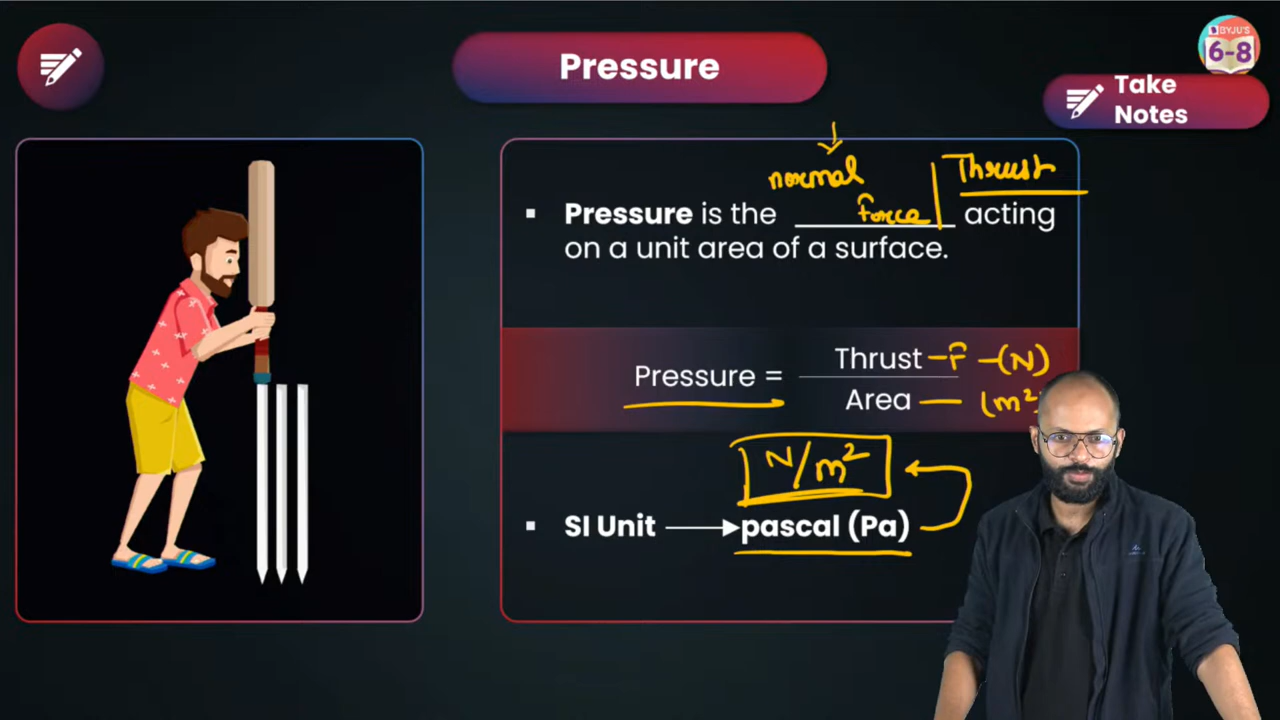 Pressure
BYJU'S
6-8
Take
Notes
normal
Thrust
Pressure is the force acting
on a unit area of a surface.
Thrust - F - (N)
Pressure =
Area — (m²)
N/m²
SI Unit → pascal (Pa)